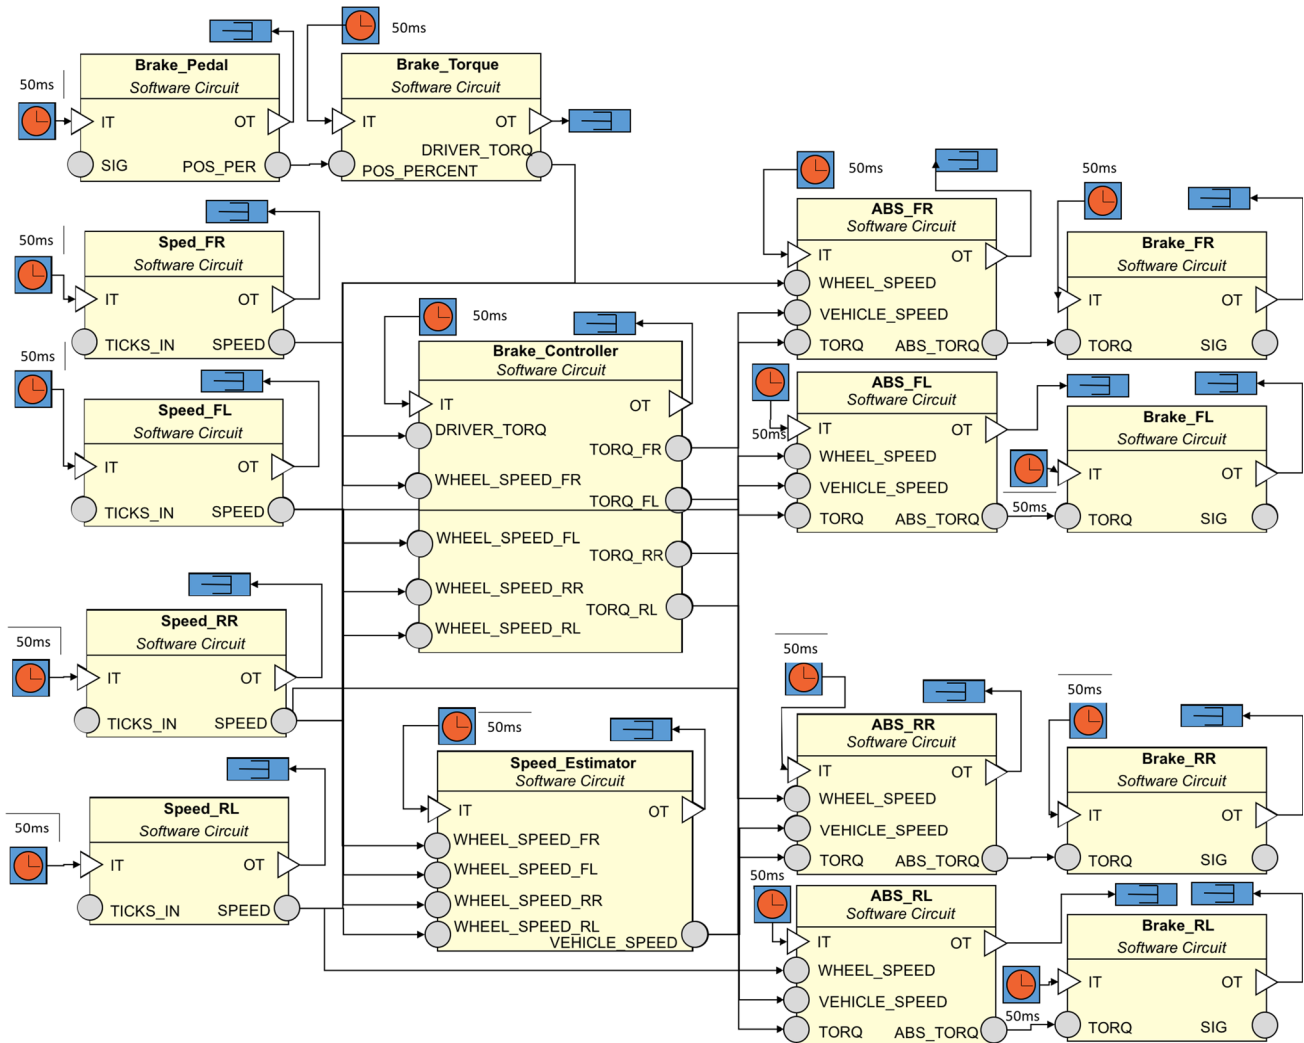 50ms
Brake_Pedal
Software Circuit
IT
OT
SIG
POS_PER
50ms
Brake_Torque
Software Circuit
IT
OT
DRIVER_TORQ
POS_PERCENT
50ms
Sped_FR
Software Circuit
IT
OT
TICKS_IN
SPEED
50ms
Speed_FL
Software Circuit
IT
OT
TICKS_IN
SPEED
50ms
Speed_RR
Software Circuit
IT
OT
TICKS_IN
SPEED
50ms
Speed_RL
Software Circuit
IT
OT
TICKS_IN
SPEED
50ms
Brake_Controller
Software Circuit
IT
OT
DRIVER_TORQ
TORQ_FR
WHEEL_SPEED_FR
TORQ_FL
WHEEL_SPEED_FL
TORQ_RR
WHEEL_SPEED_RR
TORQ_RL
WHEEL_SPEED_RL
50ms
Speed_Estimator
Software Circuit
IT
OT
WHEEL_SPEED_FR
WHEEL_SPEED_FL
WHEEL_SPEED_RR
WHEEL_SPEED_RL
VEHICLE_SPEED
50ms
ABS_FR
Software Circuit
IT
OT
WHEEL_SPEED
VEHICLE_SPEED
TORQ
ABS_TORQ
50ms
Brake_FR
Software Circuit
IT
OT
TORQ
SIG
50ms
ABS_FL
Software Circuit
IT
OT
WHEEL_SPEED
VEHICLE_SPEED
TORQ
ABS_TORQ
50ms
Brake_FL
Software Circuit
IT
OT
TORQ
SIG
50ms
ABS_RR
Software Circuit
IT
OT
WHEEL_SPEED
VEHICLE_SPEED
TORQ
ABS_TORQ
50ms
Brake_RR
Software Circuit
IT
OT
TORQ
SIG
50ms
ABS_RL
Software Circuit
IT
OT
WHEEL_SPEED
VEHICLE_SPEED
TORQ
ABS_TORQ
50ms
Brake_RL
Software Circuit
IT
OT
TORQ
SIG